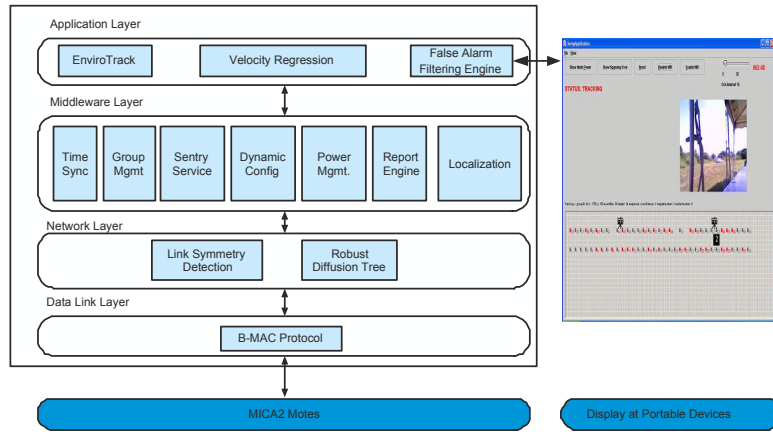 Application Layer
EnviroTrack
Velocity Regression
False Alarm
Filtering Engine
Middleware Layer
Time
Sync
Group
Mgmt
Sentry
Service
Dynamic
Config
Power
Mgmt.
Report
Engine
Localization
Network Layer
Link Symmetry
Detection
Robust
Diffusion Tree
Data Link Layer
B-MAC Protocol
MICA2 Motes
STATUS: TRACKING
Display at Portable Devices